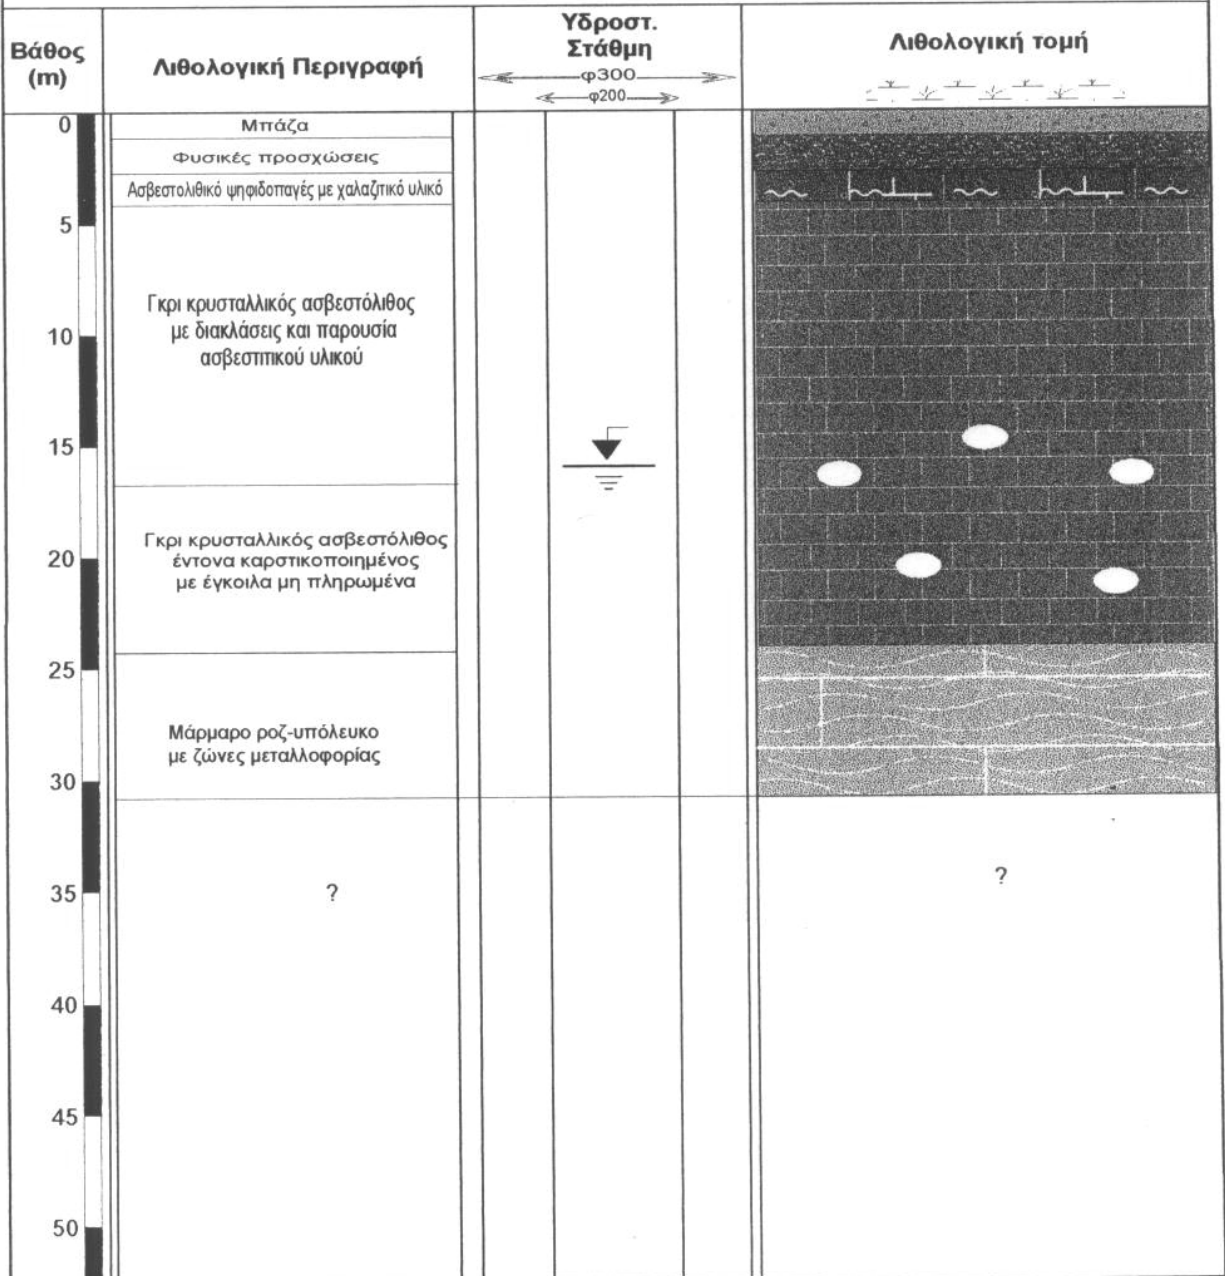 Βάθος
(m)
Λιθολογική Περιγραφή
Υδροστ.
Στάθμη
φ300
φ200
Λιθολογική τομή
0
Μπάζα
Φυσικές προσχώσεις
Ασβεστολιθικό ψηφιδοπαγές με χαλαζιτικό υλικό
5
Γκρι κρυσταλλικός ασβεστόλιθος
με διακλάσεις και παρουσία
ασβεστιτικού υλικού
10
15
Γκρι κρυσταλλικός ασβεστόλιθος
έντονα καρστικοποιημένος
με έγκοιλα μη πληρωμένα
20
25
Μάρμαρο ροζ-υπόλευκο
με ζώνες μεταλλοφορίας
30
?
?
35
40
45
50